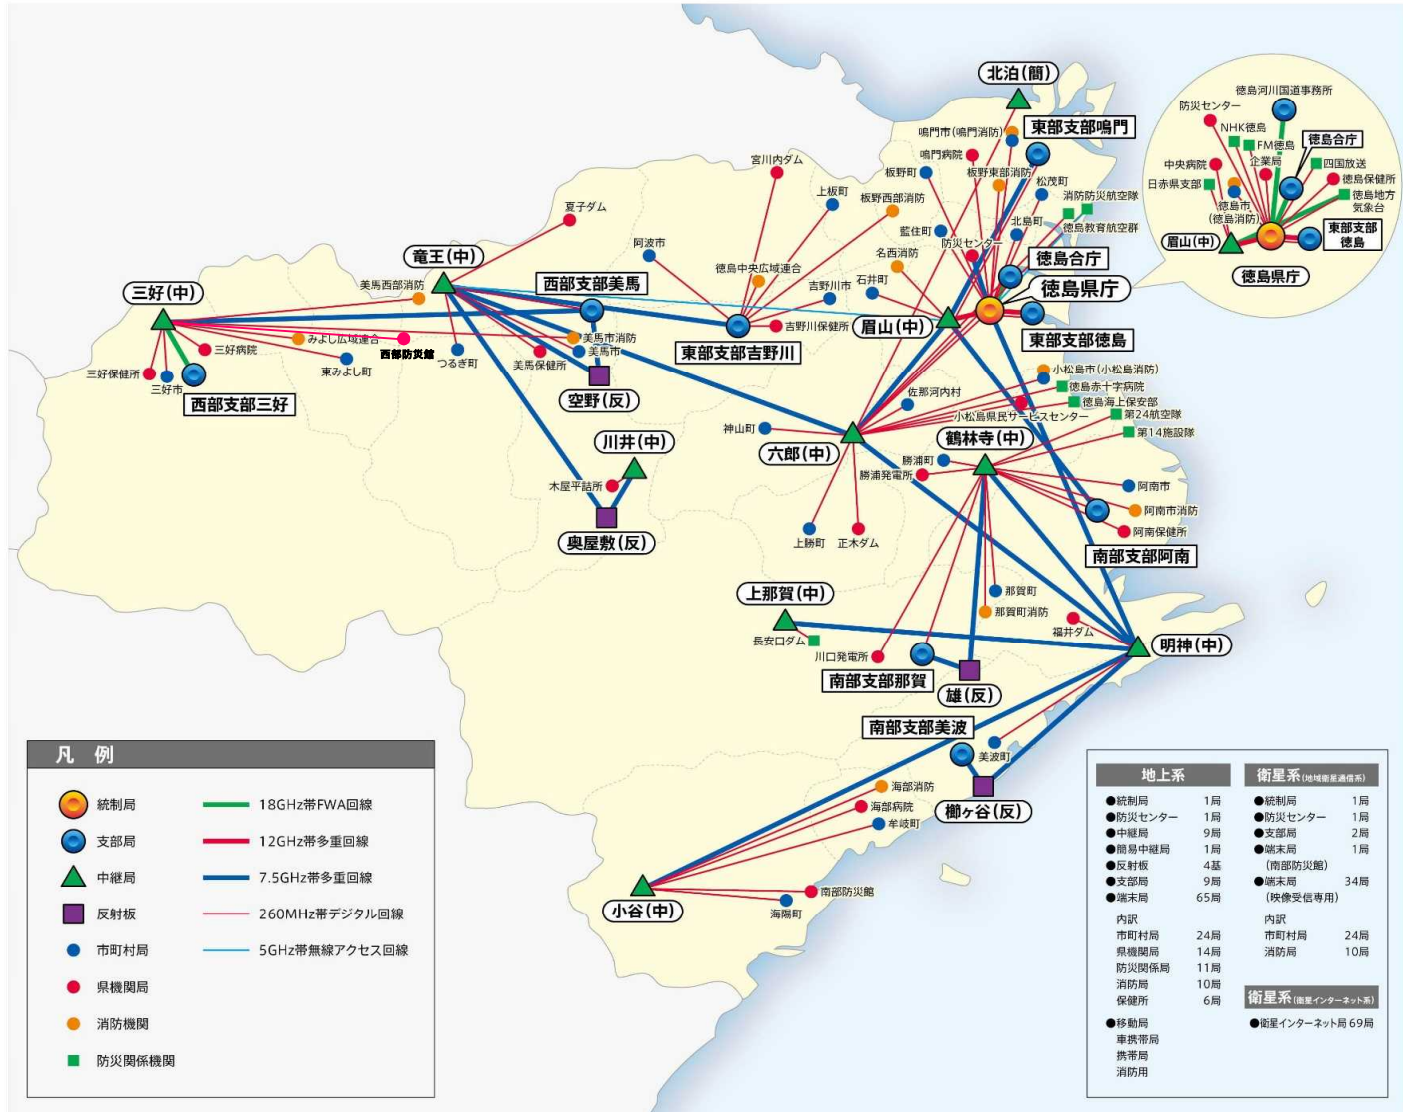 北泊(簡)
鳴門市(鳴門消防)
東部支部鳴門
鳴門病院
板野町
板野東部消防
松茂町
消防防災航空隊
徳島教育航空群
北島町
藍住町
防災センター
徳島合庁
徳島県庁
東部支部徳島
眉山(中)
宮川内ダム
上板町
板野西部消防
名西消防
石井町
夏子ダム
阿波市
徳島中央広域連合
吉野川市
吉野川保健所
東部支部吉野川
竜王(中)
西部支部美馬
美馬西部消防
三好(中)
三好病院
三好保健所
三好市
西部支部三好
みよし広域連合
西部防災館
東みよし町
つるぎ町
美馬保健所
美馬市消防
美馬市
空野(反)
川井(中)
木屋平詰所
奥屋敷(反)
神山町
佐那河内村
六郎(中)
上勝町
正木ダム
小松島市(小松島消防)
徳島赤十字病院
徳島海上保安部
小松島県民サービスセンター
第24航空隊
第14施設隊
鶴林寺(中)
勝浦町
勝浦発電所
阿南市
阿南市消防
阿南保健所
南部支部阿南
上那賀(中)
長安口ダム
川口発電所
南部支部那賀
那賀町
那賀町消防
雄(反)
福井ダム
明神(中)
南部支部美波
美波町
櫛ヶ谷(反)
海部消防
海部病院
牟岐町
小谷(中)
南部防災館
海陽町
徳島河川国道事務所
防災センター
NHK徳島
FM徳島
徳島合庁
企業局
四国放送
中央病院
徳島保健所
日赤県支部
徳島地方
気象台
徳島市
(徳島消防)
眉山(中)
東部支部
徳島
徳島県庁
凡 例
統制局
18GHz帯FWA回線
支部局
12GHz帯多重回線
中継局
7.5GHz帯多重回線
反射板
260MHz帯デジタル回線
市町村局
5GHz帯無線アクセス回線
県機関局
消防機関
防災関係機関
地上系
●統制局 1局
●防災センター 1局
●中継局 9局
●簡易中継局 1局
●反射板 4基
●支部局 9局
●端末局 65局
内訳
市町村局 24局
県機関局 14局
防災関係局 11局
消防局 10局
保健所 6局
●移動局
車携帯局
携帯局
消防用
衛星系(地域衛星通信系)
●統制局 1局
●防災センター 1局
●支部局 2局
●端末局 1局
(南部防災館)
●端末局 34局
(映像受信専用)
内訳
市町村局 24局
消防局 10局
衛星系(衛星インターネット系)
●衛星インターネット局 69局